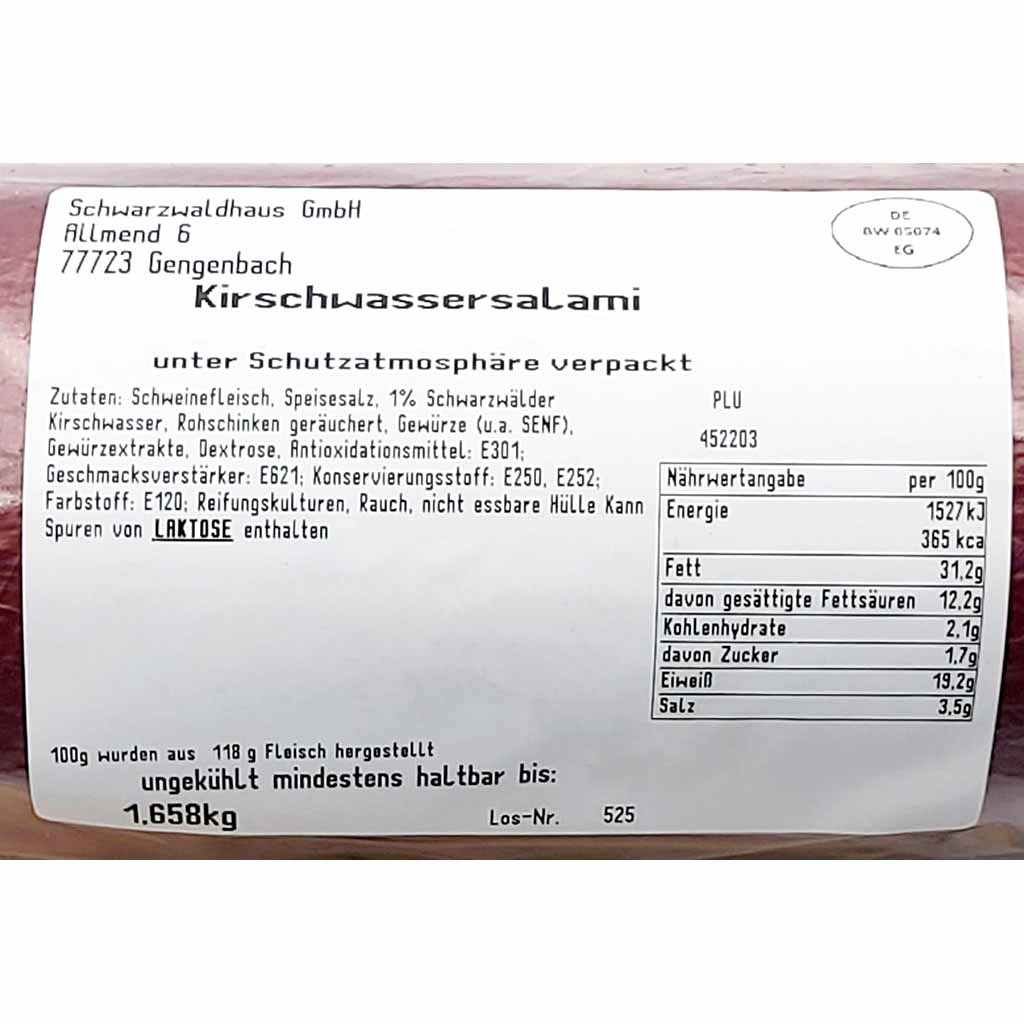 Schwarzwaldhaus GmbH
Allmend 6
77723 Gengenbach
DE
BW 05074
EG
Kirschwassersalami
unter Schutzatmosphäre verpackt
Zutaten: Schweinefleisch, Speisesalz, 1% Schwarzwälder
Kirschwasser, Rohschinken geräuchert, Gewürze (u.a. SENF),
Gewürzextrakte, Dextrose, Antioxidationsmittel: E301;
Geschmacksverstärker: E621; Konservierungsstoff: E250, E252;
Farbstoff: E120; Reifungskulturen, Rauch, nicht essbare Hülle Kann
Spuren von LAKTOSE enthalten
PLU
452203
Nährwertangabe per 100g
Energie 1527kJ
365 kca
Fett 31,2g
davon gesättigte Fettsäuren 12,2g
Kohlenhydrate 2,1g
davon Zucker 1,7g
Eiweiß 19,2g
Salz 3,5g
100g wurden aus 118 g Fleisch hergestellt
ungekühlt mindestens haltbar bis:
1.658kg
Los-Nr. 525